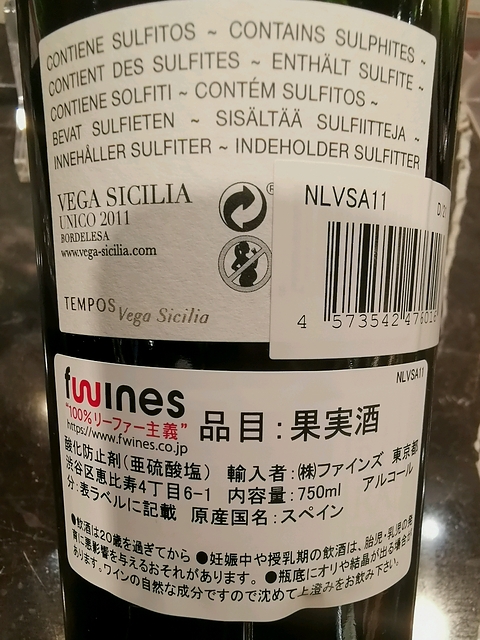 CONTIENE SULFITOS ~ CONTAINS SULPHITES ~
CONTIENT DES SULFITES ~ ENTHÄLT SULFITE ~
CONTIENE SOLFITI ~ CONTÉM SULFITOS ~
BEVAT SULFIETEN ~ SISÄLTÄÄ SULFIITTEJA ~
INNEHÅLLER SULFITER ~ INDEHOLDER SULFITTER
VEGA SICILIA
UNICO 2011
BORDELESA
www.vega-sicilia.com
TEMPOS Vega Sicilia
NLVSA11
4 573542 476018
NLVSA11
fwines
"100%リーファー主義"
https://www.fwines.co.jp
品目:果実酒
酸化防止剤(亜硫酸塩) 輸入者:㈱ファインズ 東京都
渋谷区恵比寿4丁目6-1 内容量:750ml アルコール
分:表ラベルに記載 原産国名:スペイン
●飲酒は20歳を過ぎてから ●妊娠中や授乳期の飲酒は、胎児・乳児の発
育に悪影響を与えるおそれがあります。 ●瓶底にオリや結晶が出る場合が
あります。ワインの自然な成分ですので沈めて上澄みをお飲み下さい。